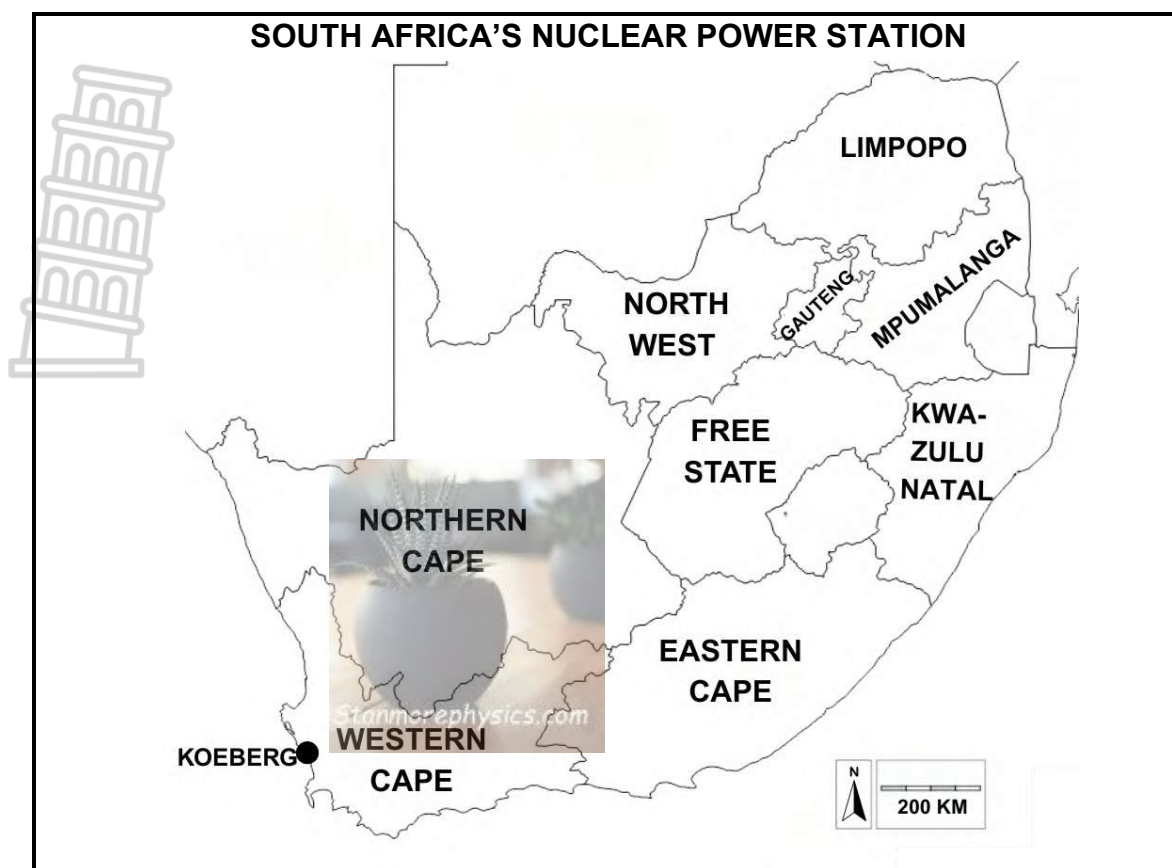 SOUTH AFRICA'S NUCLEAR POWER STATION
LIMPOPO
MPUMALANGA
GAUTENG
NORTH
WEST
KWA-
ZULU
NATAL
FREE
STATE
NORTHERN
CAPE
EASTERN
CAPE
Stanmorephysics.com
WESTERN
CAPE
KOEBERG
N
200 KM